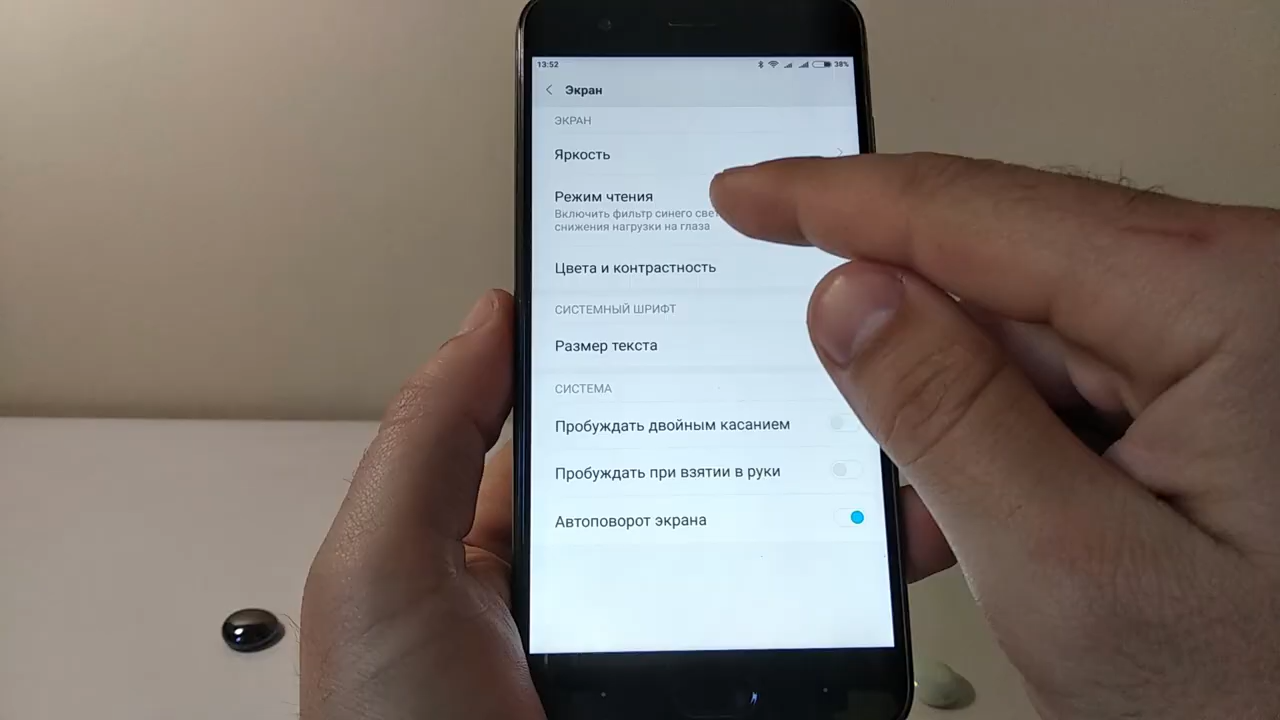 13:52 38%
Экран
ЭКРАН
Яркость
Режим чтения
Включить фильтр синего
снижения нагрузки на глаза
Цвета и контрастность
СИСТЕМНЫЙ ШРИФТ
Размер текста
СИСТЕМА
Пробуждать двойным касанием
Пробуждать при взятии в руки
Автоповорот экрана